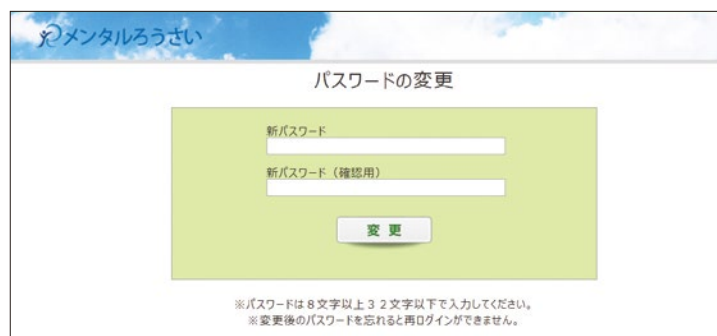 メンタルろうさい
パスワードの変更
新パスワード
新パスワード（確認用）
変 更
※パスワードは８文字以上３２文字以下で入力してください。
※変更後のパスワードを忘れると再ログインができません。